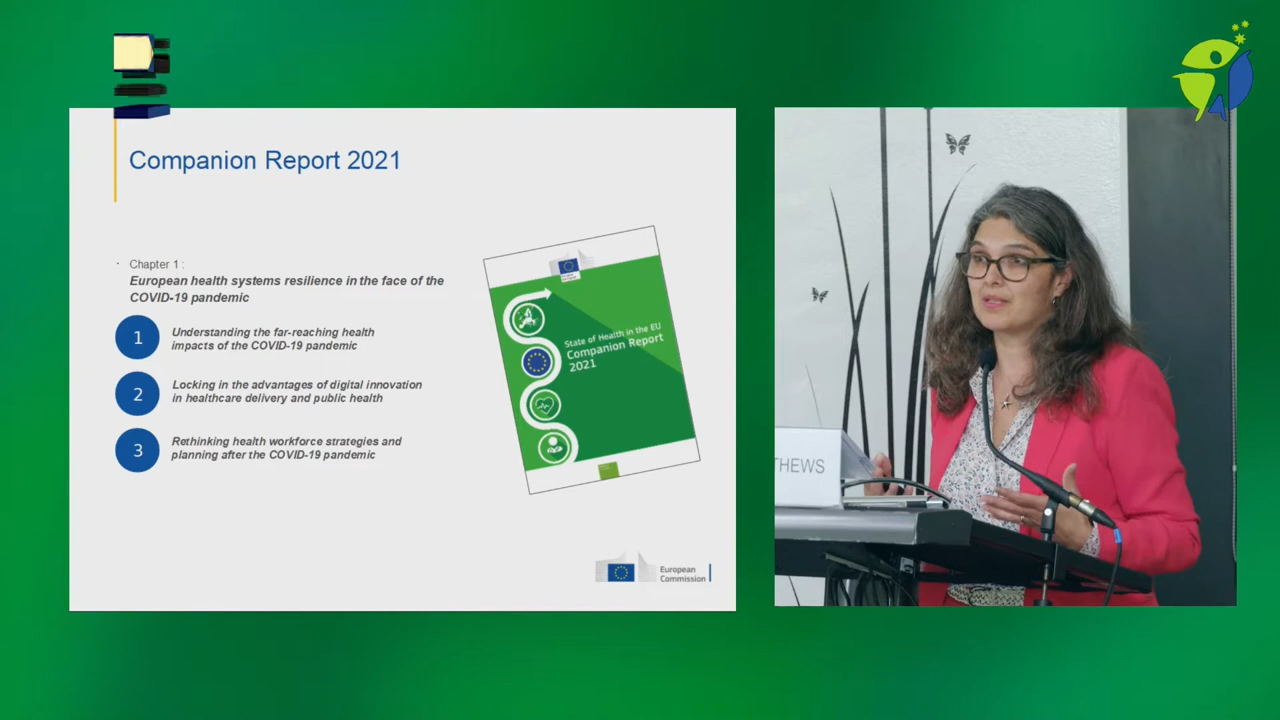 Companion Report 2021
Chapter 1 :
European health systems resilience in the face of the
COVID-19 pandemic
1
Understanding the far-reaching health
impacts of the COVID-19 pandemic
2
Locking in the advantages of digital innovation
in healthcare delivery and public health
3
Rethinking health workforce strategies and
planning after the COVID-19 pandemic
State of Health in the EU
Companion Report
2021
European
Commission
THEWS